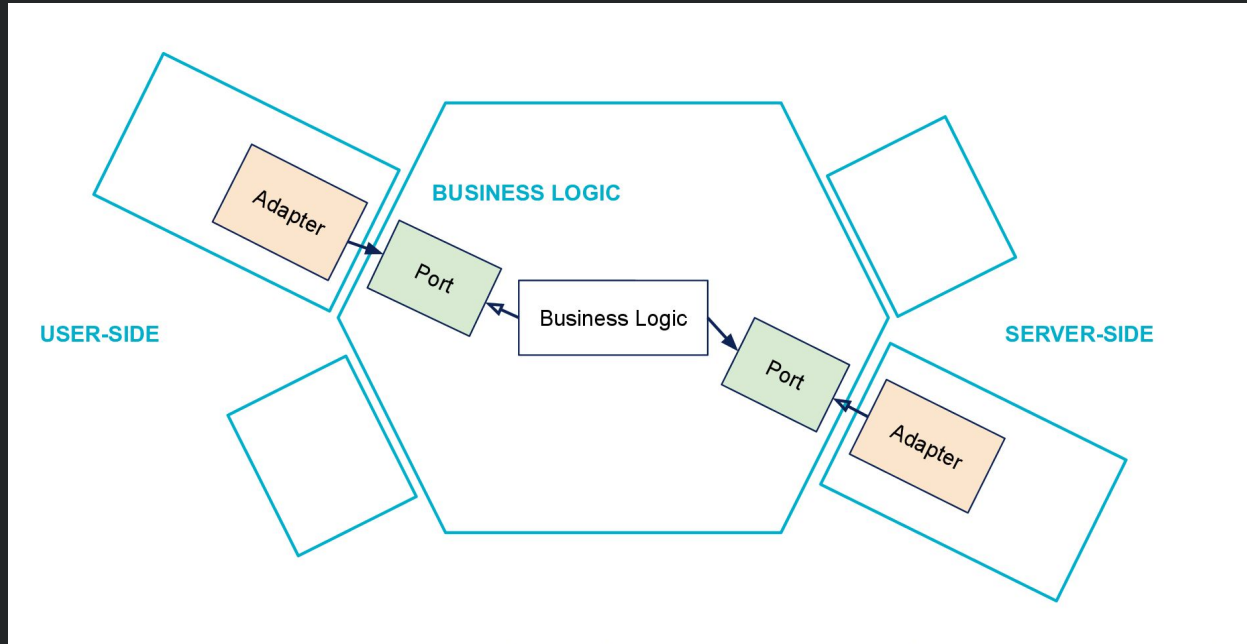 BUSINESS LOGIC
Adapter
Port
Business Logic
USER-SIDE
SERVER-SIDE
Port
Adapter